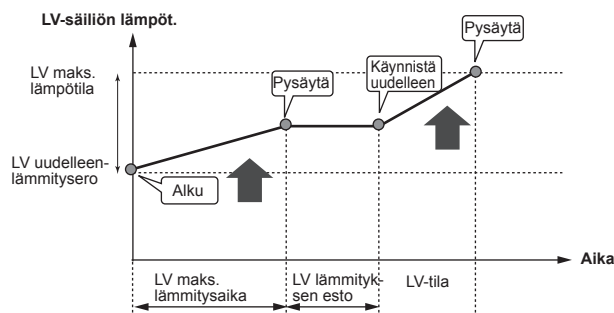 LV-säiliön lämpöt.
Pysäytä
LV maks.
lämpötila
Käynnistä
uudelleen
Pysäytä
LV uudelleen-
lämmitysero
Alku
Aika
LV maks.
lämmitysaika
LV lämmityk-
sen esto
LV-tila